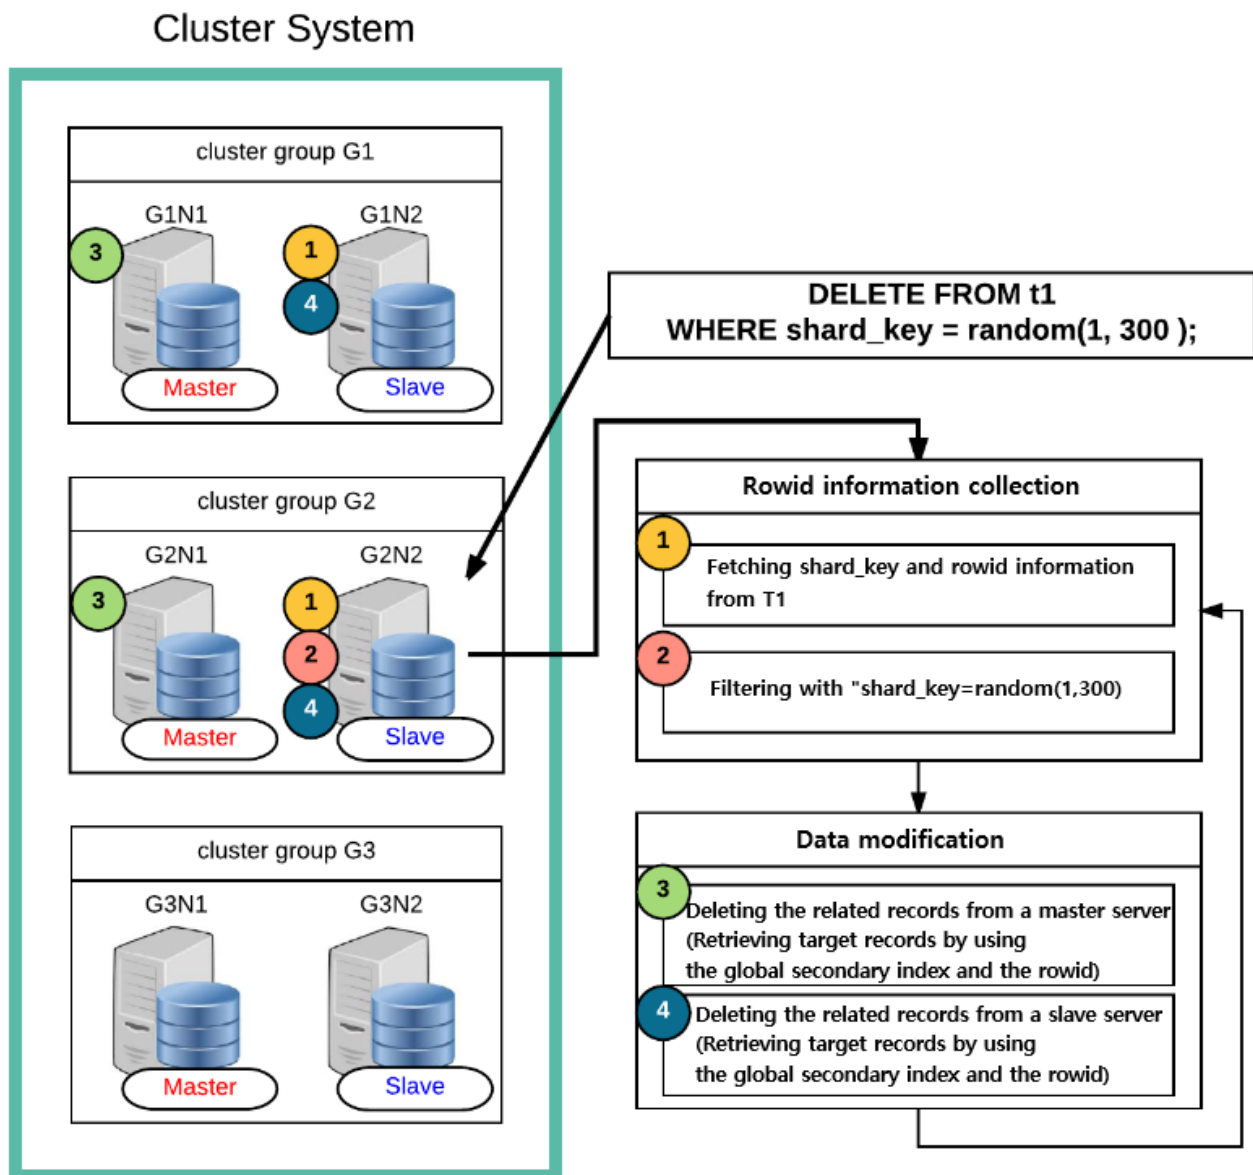 Cluster System
cluster group G1
G1N1
G1N2
3
1
4
Master
Slave
cluster group G2
G2N1
G2N2
3
1
2
4
Master
Slave
cluster group G3
G3N1
G3N2
Master
Slave
DELETE FROM t1
WHERE shard_key = random(1, 300 );
Rowid information collection
1
Fetching shard_key and rowid information
from T1
2
Filtering with "shard_key=random(1,300)
Data modification
3
Deleting the related records from a master server
(Retrieving target records by using
the global secondary index and the rowid)
4
Deleting the related records from a slave server
(Retrieving target records by using
the global secondary index and the rowid)